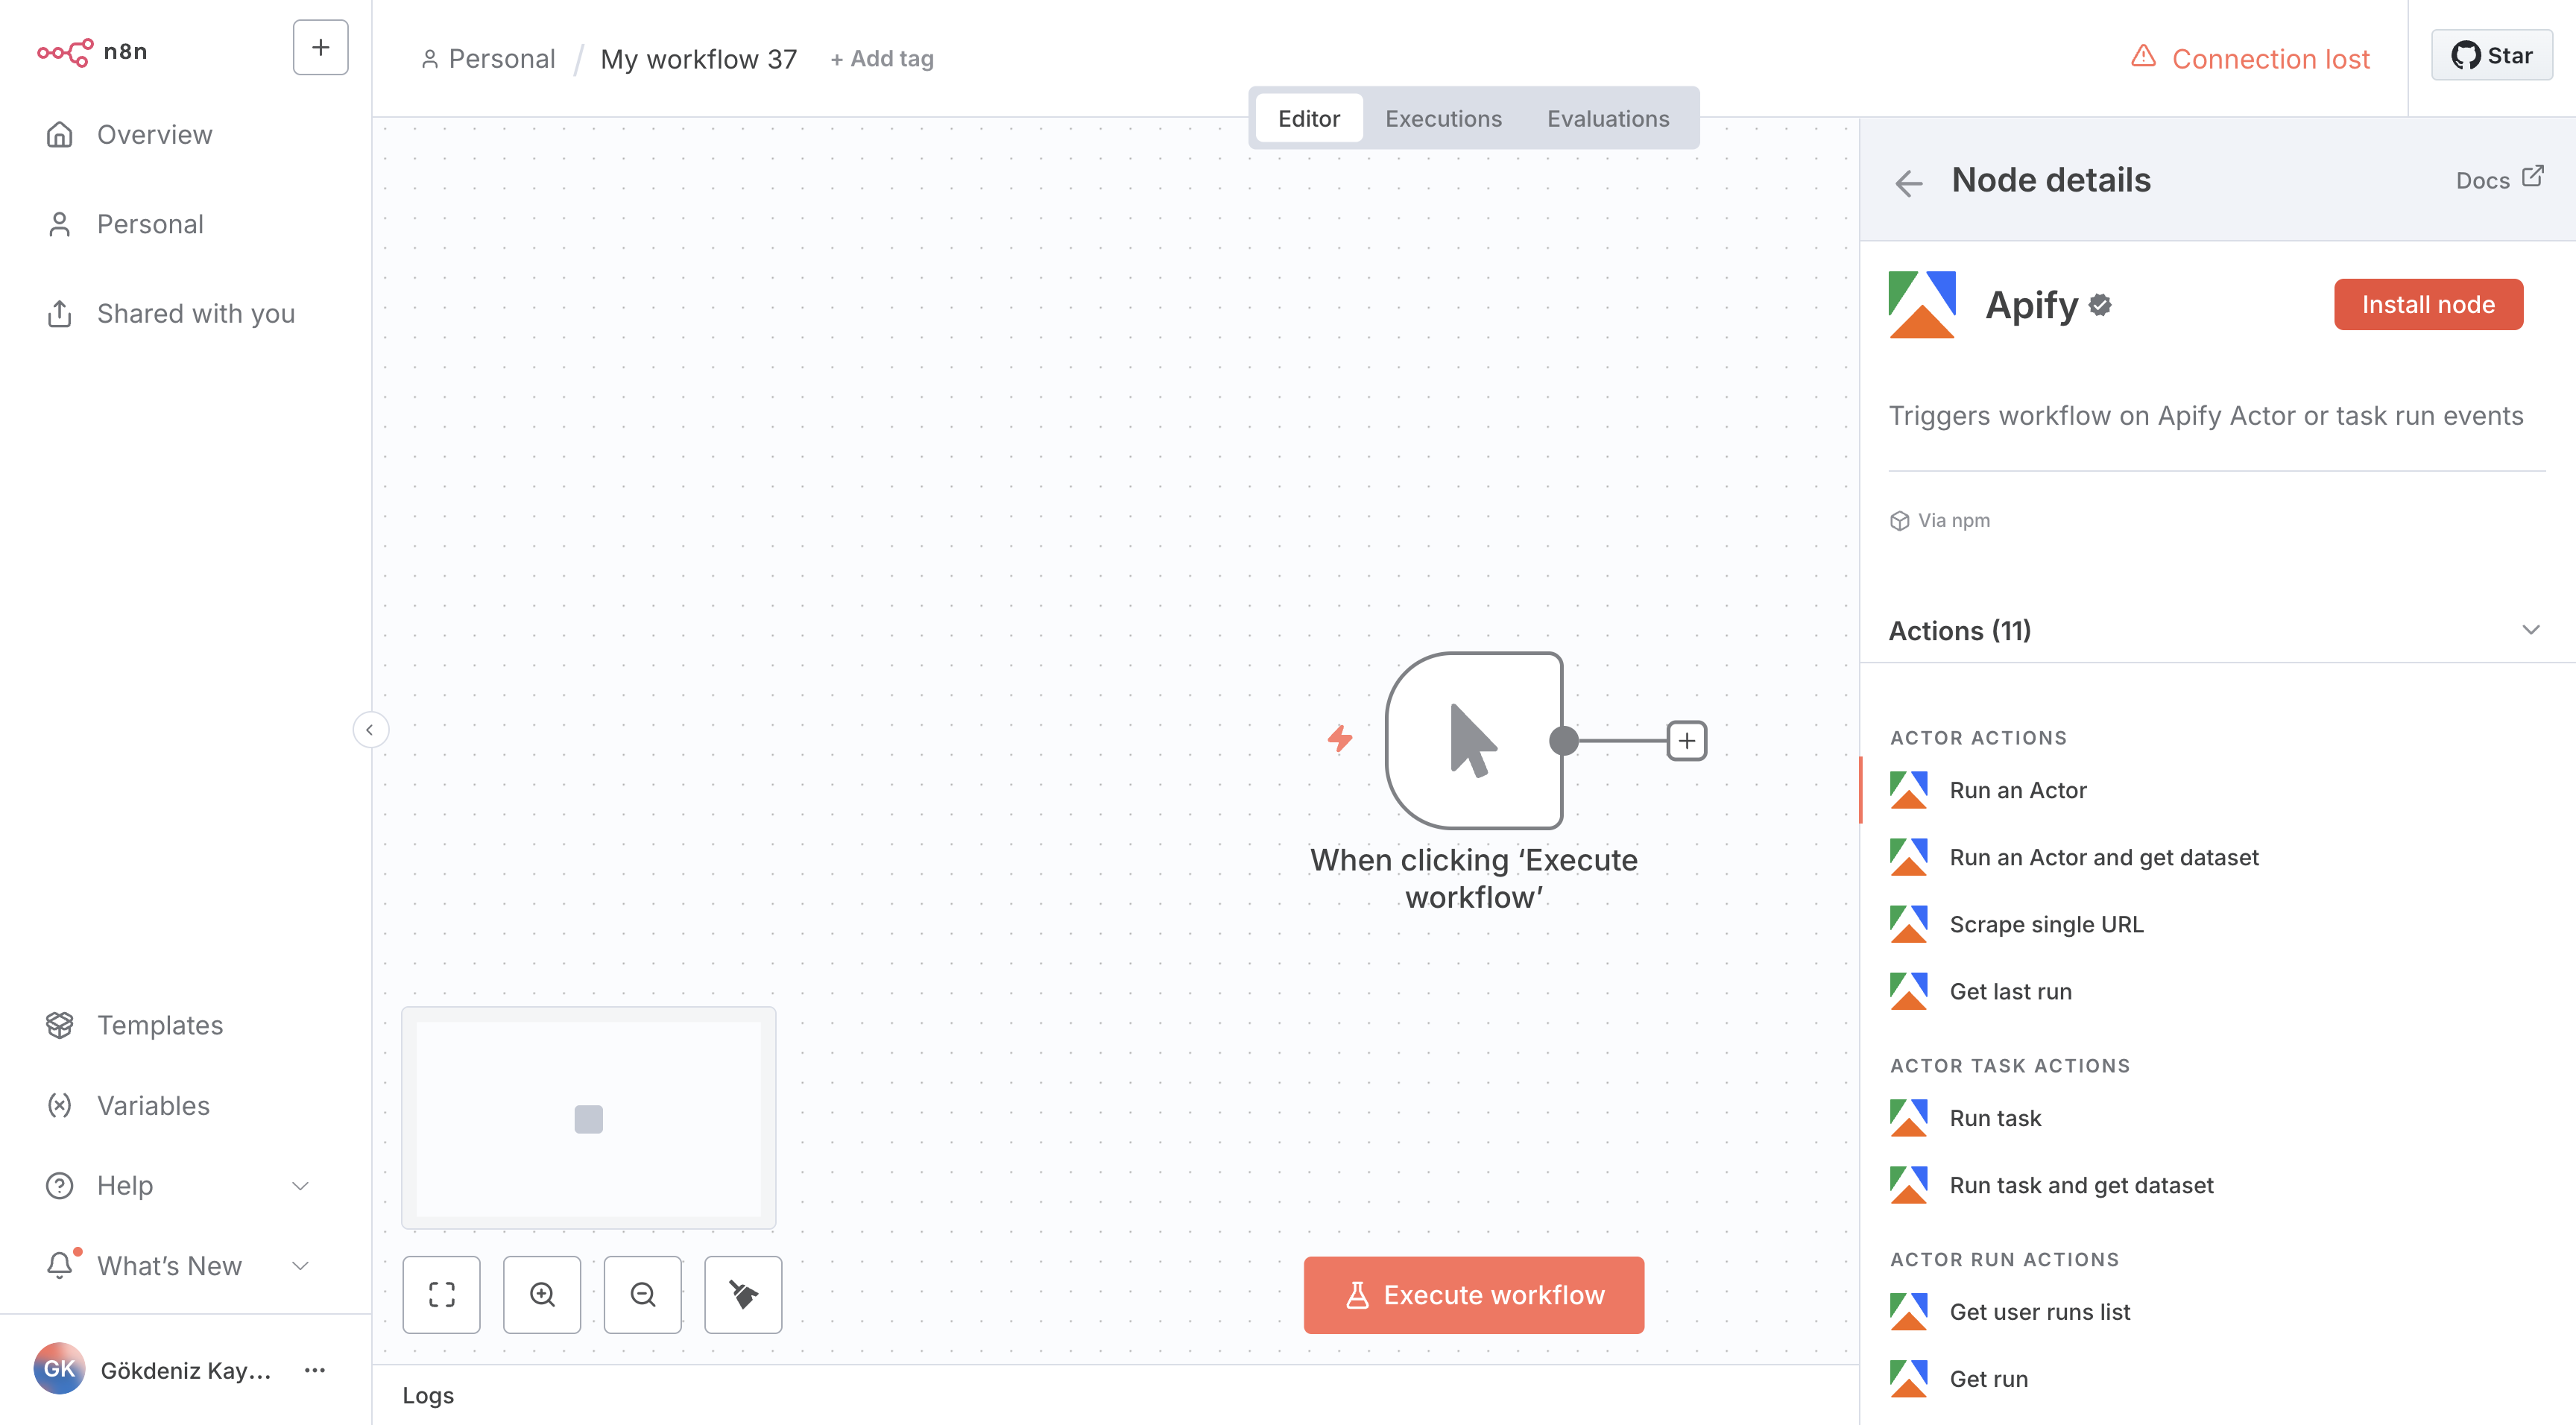 n8n
+
Overview
Personal
Shared with you
Templates
Variables
Help
What's New
GK
Gökdeniz Kay...
Personal / My workflow 37 + Add tag
Connection lost
Star
Editor Executions Evaluations
When clicking ‘Execute
workflow’
Execute workflow
Logs
Node details
Docs
Apify
Install node
Triggers workflow on Apify Actor or task run events
Via npm
Actions (11)
ACTOR ACTIONS
Run an Actor
Run an Actor and get dataset
Scrape single URL
Get last run
ACTOR TASK ACTIONS
Run task
Run task and get dataset
ACTOR RUN ACTIONS
Get user runs list
Get run